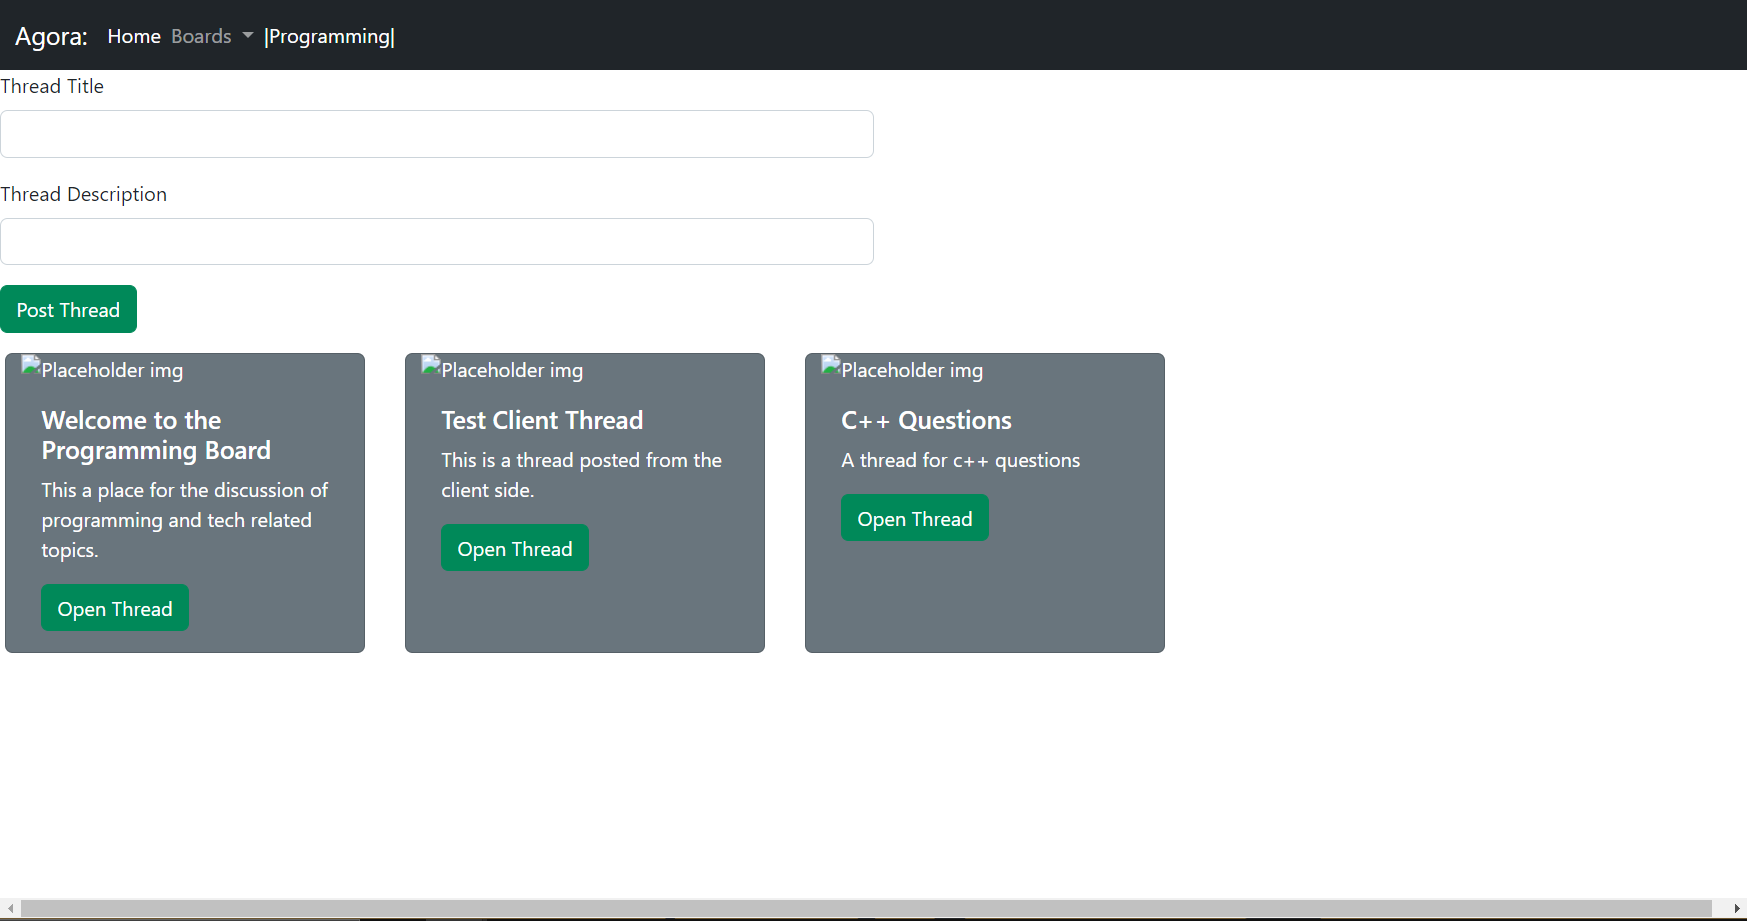 Agora: Home Boards |Programming|
Thread Title
Thread Description
Post Thread
Placeholder img
Welcome to the
Programming Board
This a place for the discussion of
programming and tech related
topics.
Open Thread
Placeholder img
Test Client Thread
This is a thread posted from the
client side.
Open Thread
Placeholder img
C++ Questions
A thread for c++ questions
Open Thread